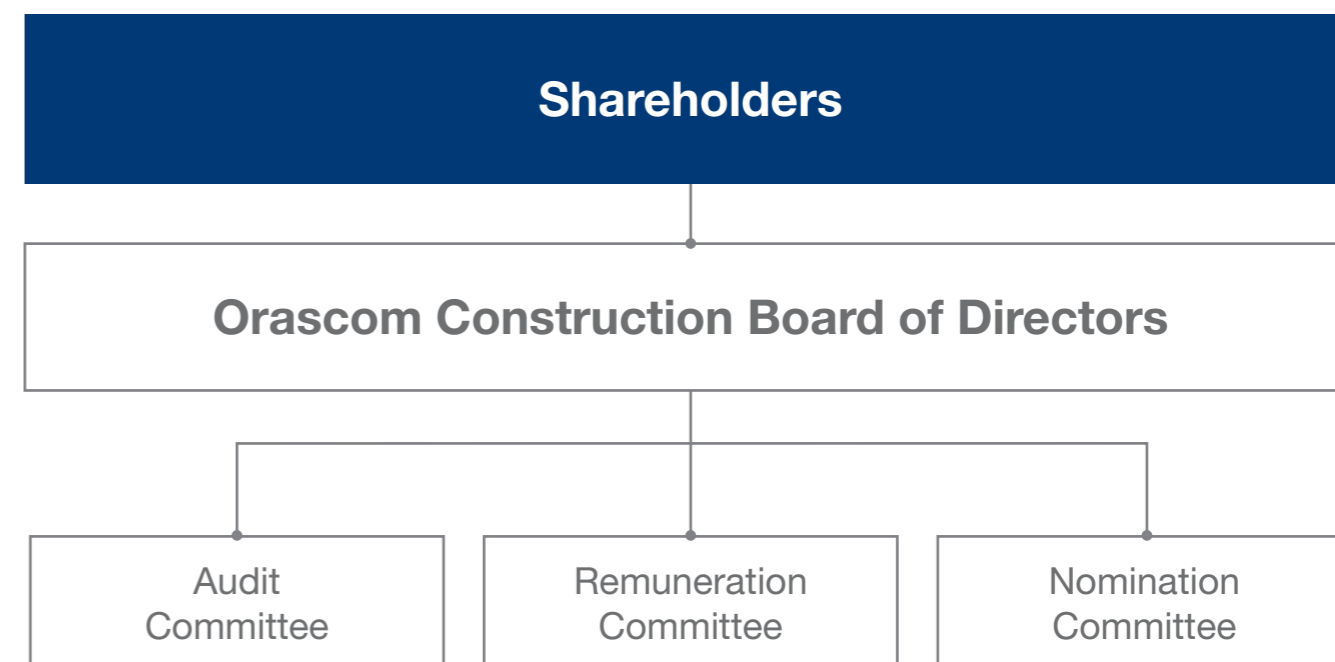 Shareholders
Orascom Construction Board of Directors
Audit
Committee
Remuneration
Committee
Nomination
Committee